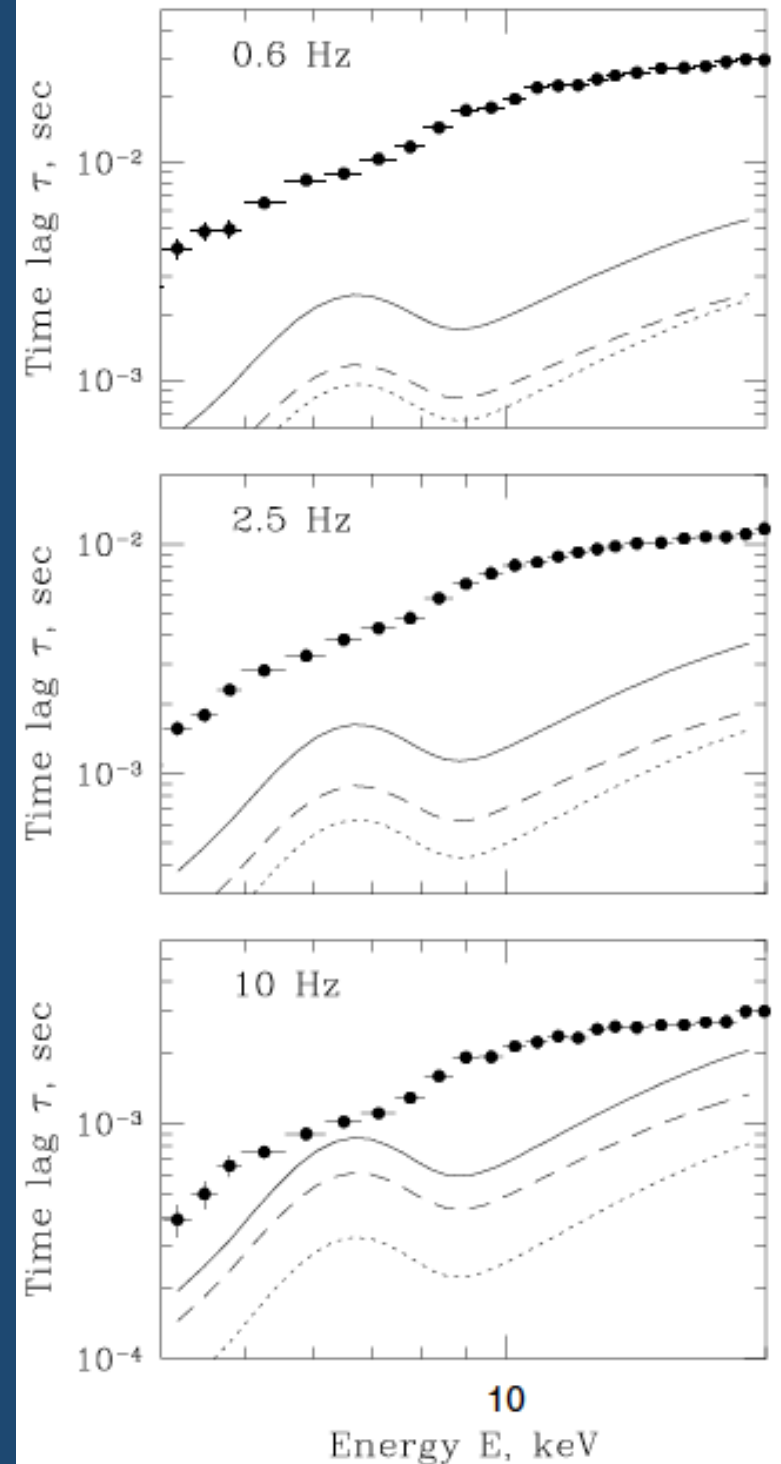 0.6 Hz
Time lag τ, sec
10⁻²
10⁻³
2.5 Hz
Time lag τ, sec
10⁻²
10⁻³
10 Hz
Time lag τ, sec
10⁻³
10⁻⁴
10
Energy E, keV